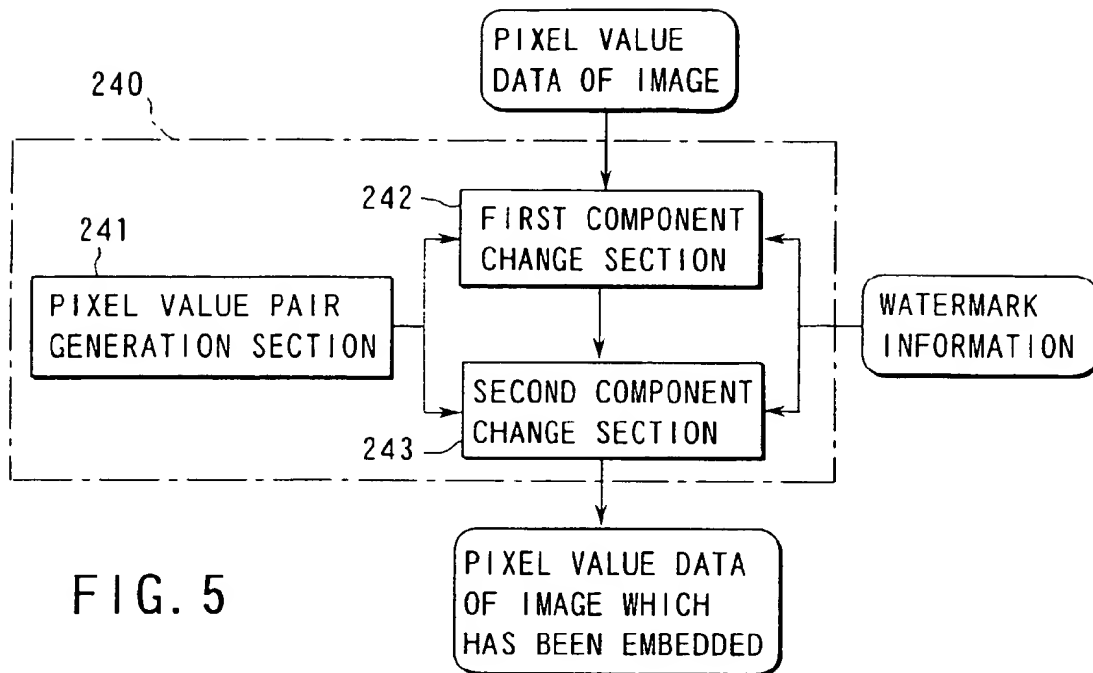 PIXEL VALUE
DATA OF IMAGE
240
242
FIRST COMPONENT
CHANGE SECTION
241
PIXEL VALUE PAIR
GENERATION SECTION
WATERMARK
INFORMATION
SECOND COMPONENT
CHANGE SECTION
243
PIXEL VALUE DATA
OF IMAGE WHICH
HAS BEEN EMBEDDED
FIG. 5